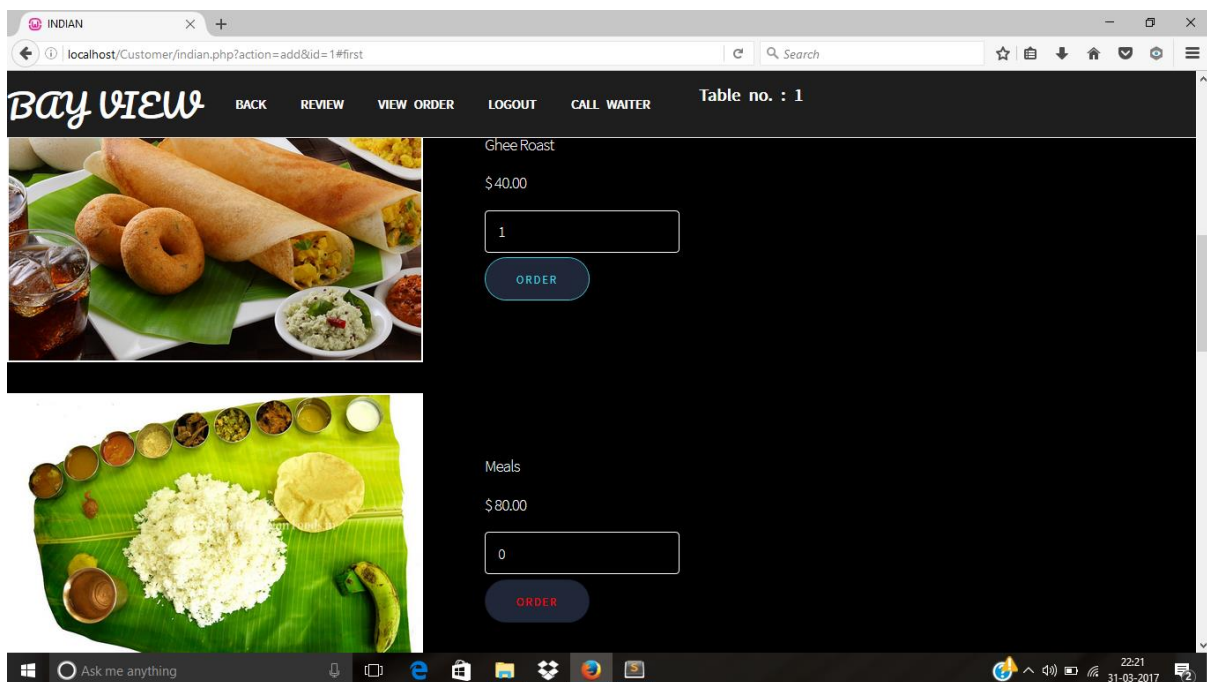 INDIAN
localhost/Customer/indian.php?action=add&id=1#first
Search
BAY VIEW
BACK REVIEW VIEW ORDER LOGOUT CALL WAITER Table no. : 1
Ghee Roast
$ 40.00
1
ORDER
Meals
$ 80.00
0
ORDER
Ask me anything
22:21
31-03-2017
2